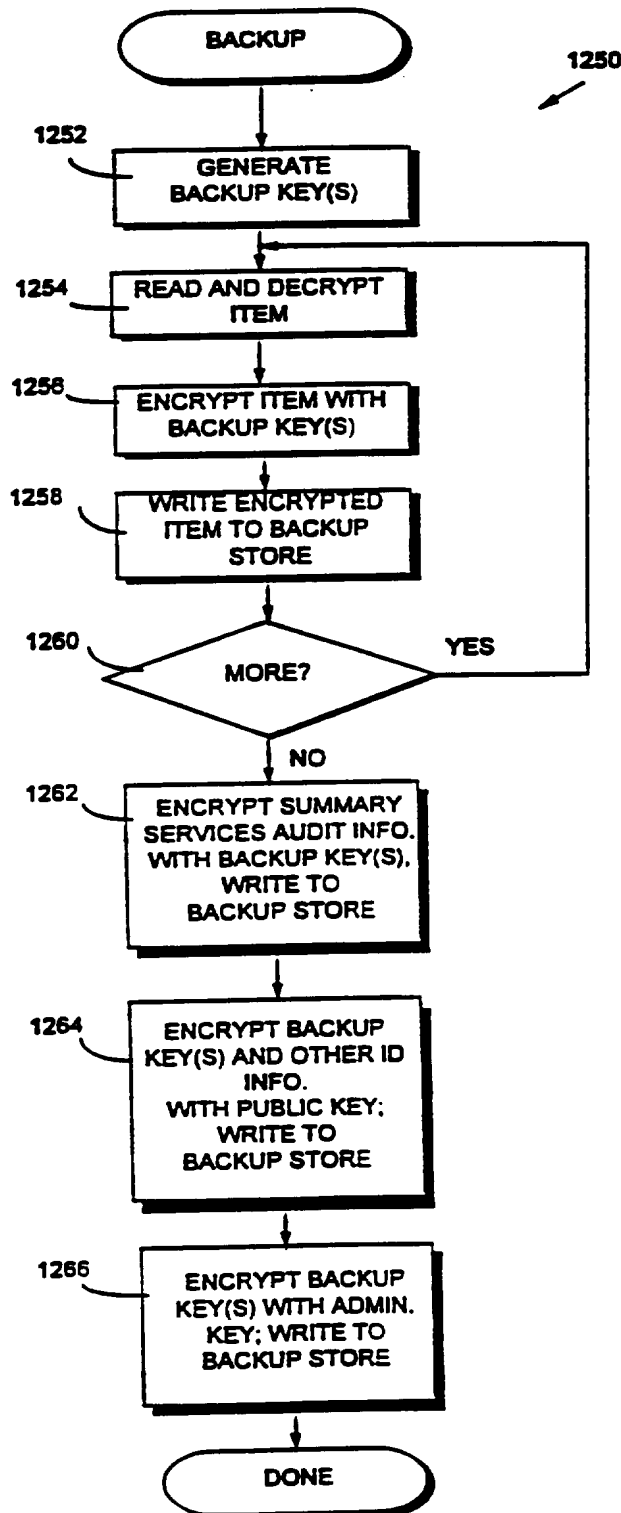 BACKUP
1250
1252
GENERATE
BACKUP KEY(S)
1254
READ AND DECRYPT
ITEM
1256
ENCRYPT ITEM WITH
BACKUP KEY(S)
1258
WRITE ENCRYPTED
ITEM TO BACKUP
STORE
1260
MORE?
YES
NO
1262
ENCRYPT SUMMARY
SERVICES AUDIT INFO.
WITH BACKUP KEY(S),
WRITE TO
BACKUP STORE
1264
ENCRYPT BACKUP
KEY(S) AND OTHER ID
INFO.
WITH PUBLIC KEY;
WRITE TO
BACKUP STORE
1266
ENCRYPT BACKUP
KEY(S) WITH ADMIN.
KEY; WRITE TO
BACKUP STORE
DONE